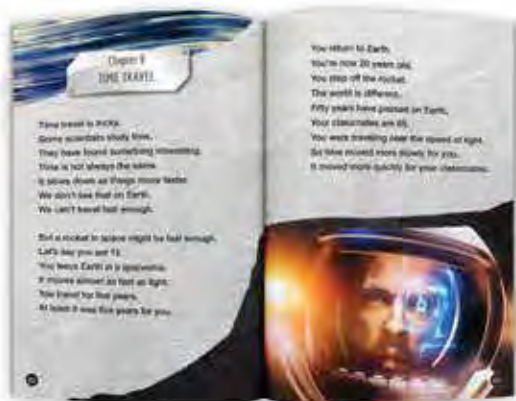 Chapter 9
TIME TRAVEL
Time travel is tricky.
Some scientists study time.
They have found something interesting.
Time is not always the same.
It slows down as things move faster.
We don't see that on Earth.
We can't travel fast enough.
But a rocket in space might be fast enough.
Let's say you are 15.
You leave Earth in a spaceship.
It moves almost as fast as light.
You travel for five years.
At least it was five years for you.
You return to Earth.
You're now 20 years old.
You step off the rocket.
The world is different.
Fifty years have passed on Earth.
Your classmates are 65.
You were traveling near the speed of light.
So time moved more slowly for you.
It moved more quickly for your classmates.